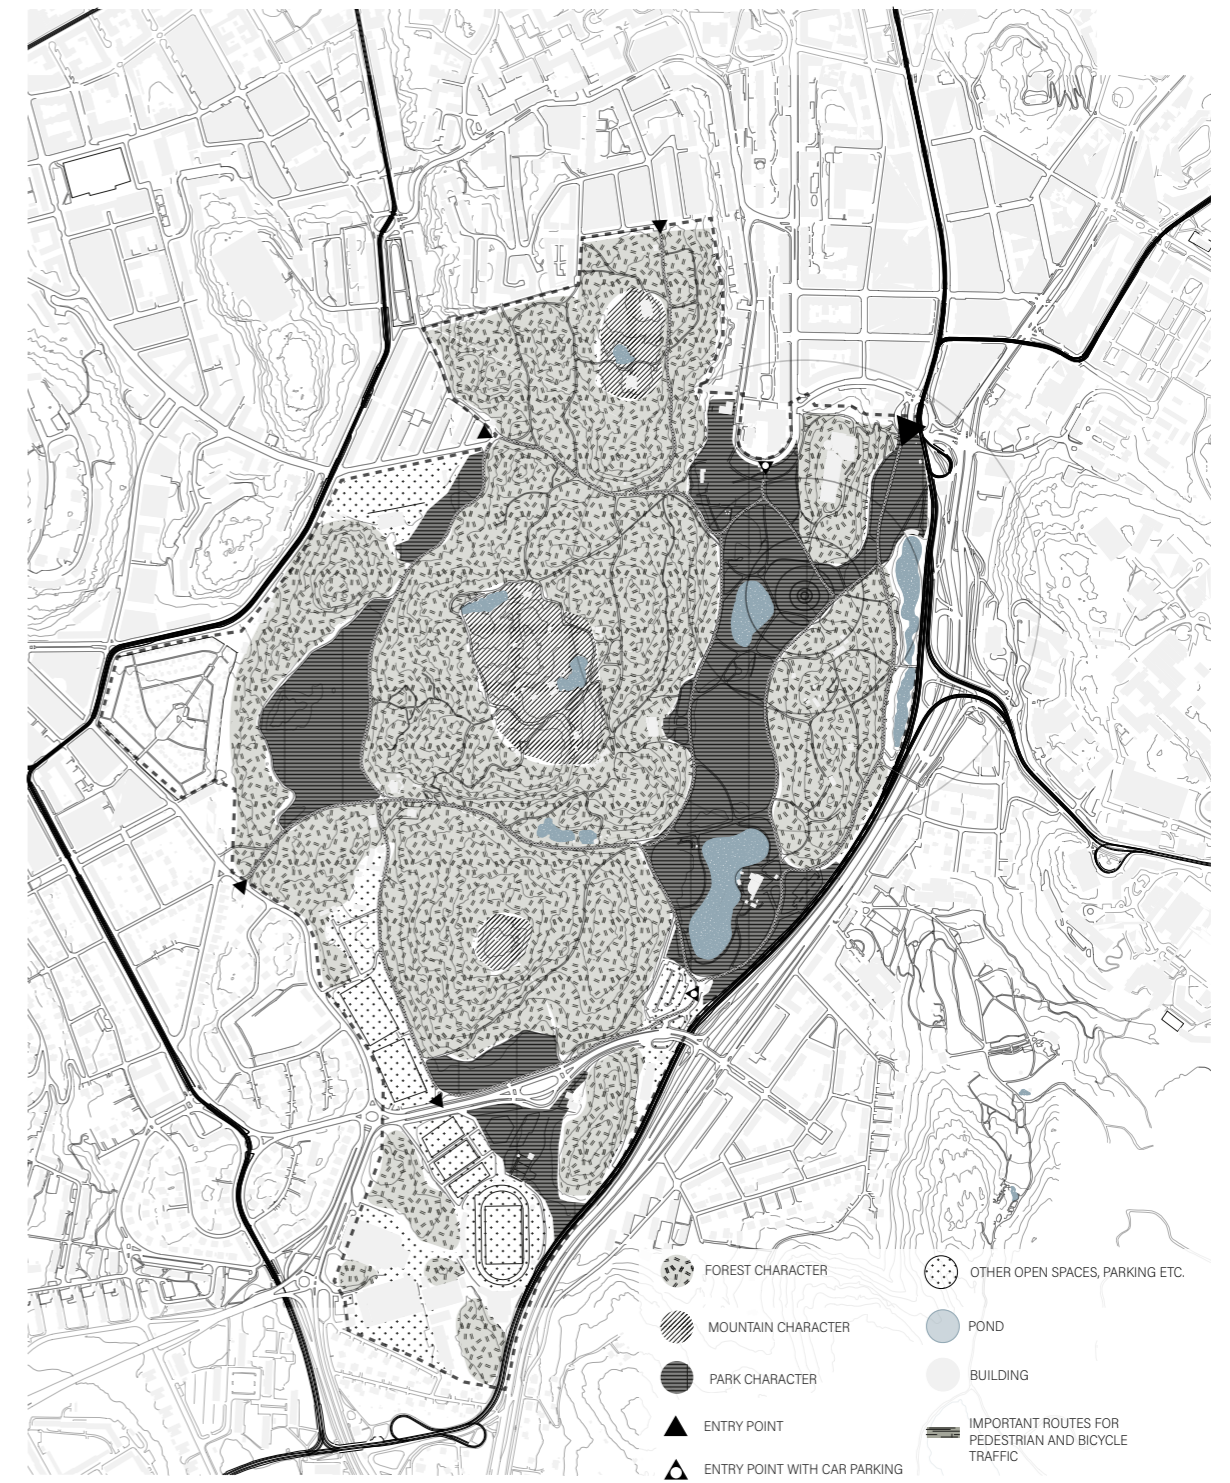 FOREST CHARACTER
MOUNTAIN CHARACTER
PARK CHARACTER
ENTRY POINT
ENTRY POINT WITH CAR PARKING
OTHER OPEN SPACES, PARKING ETC.
POND
BUILDING
IMPORTANT ROUTES FOR
PEDESTRIAN AND BICYCLE
TRAFFIC